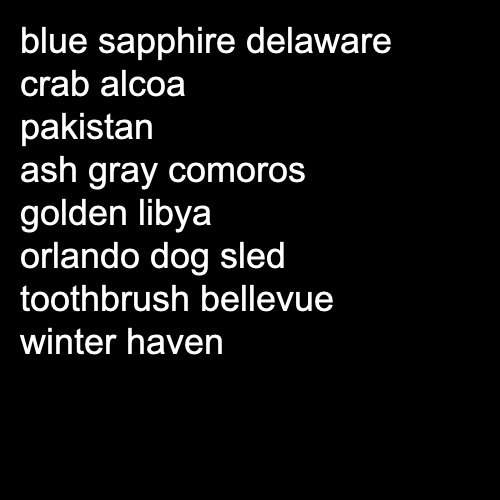 blue sapphire delaware
crab alcoa
pakistan
ash gray comoros
golden libya
orlando dog sled
toothbrush bellevue
winter haven